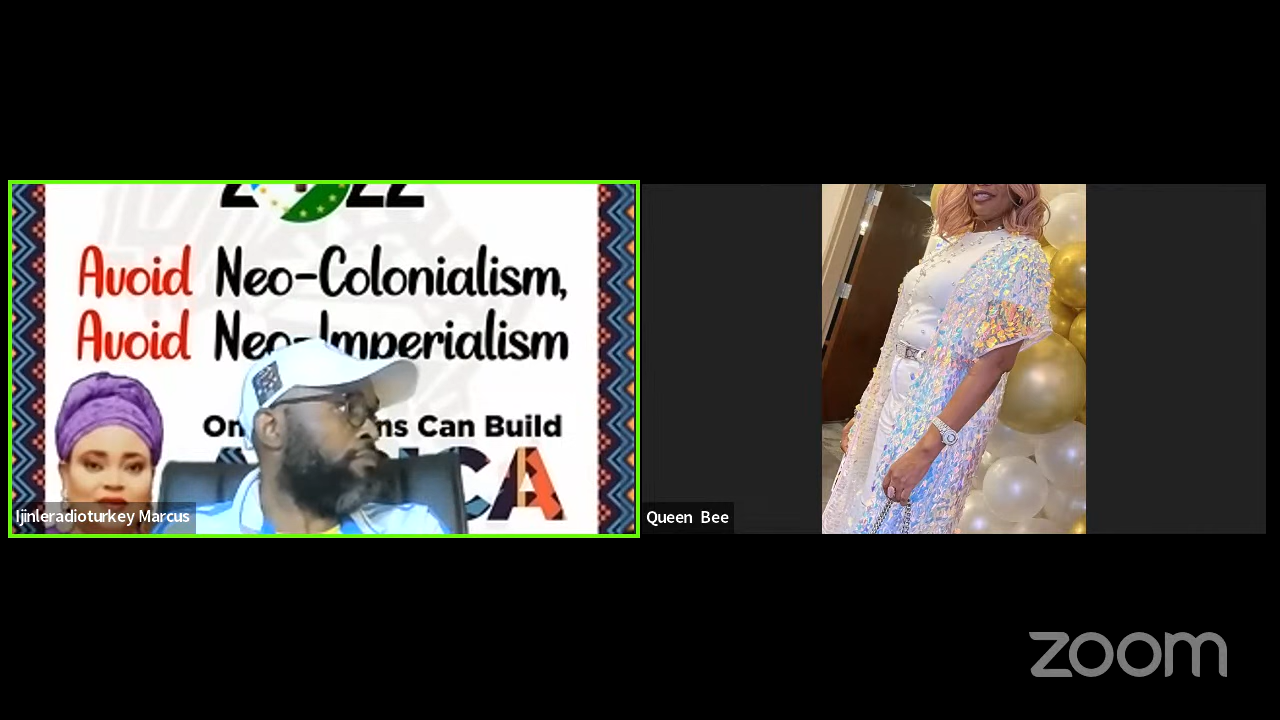 Avoid Neo-Colonialism,
Avoid Neo-Imperialism
Can Build
Ijinleradioturkey Marcus
Queen Bee
zoom